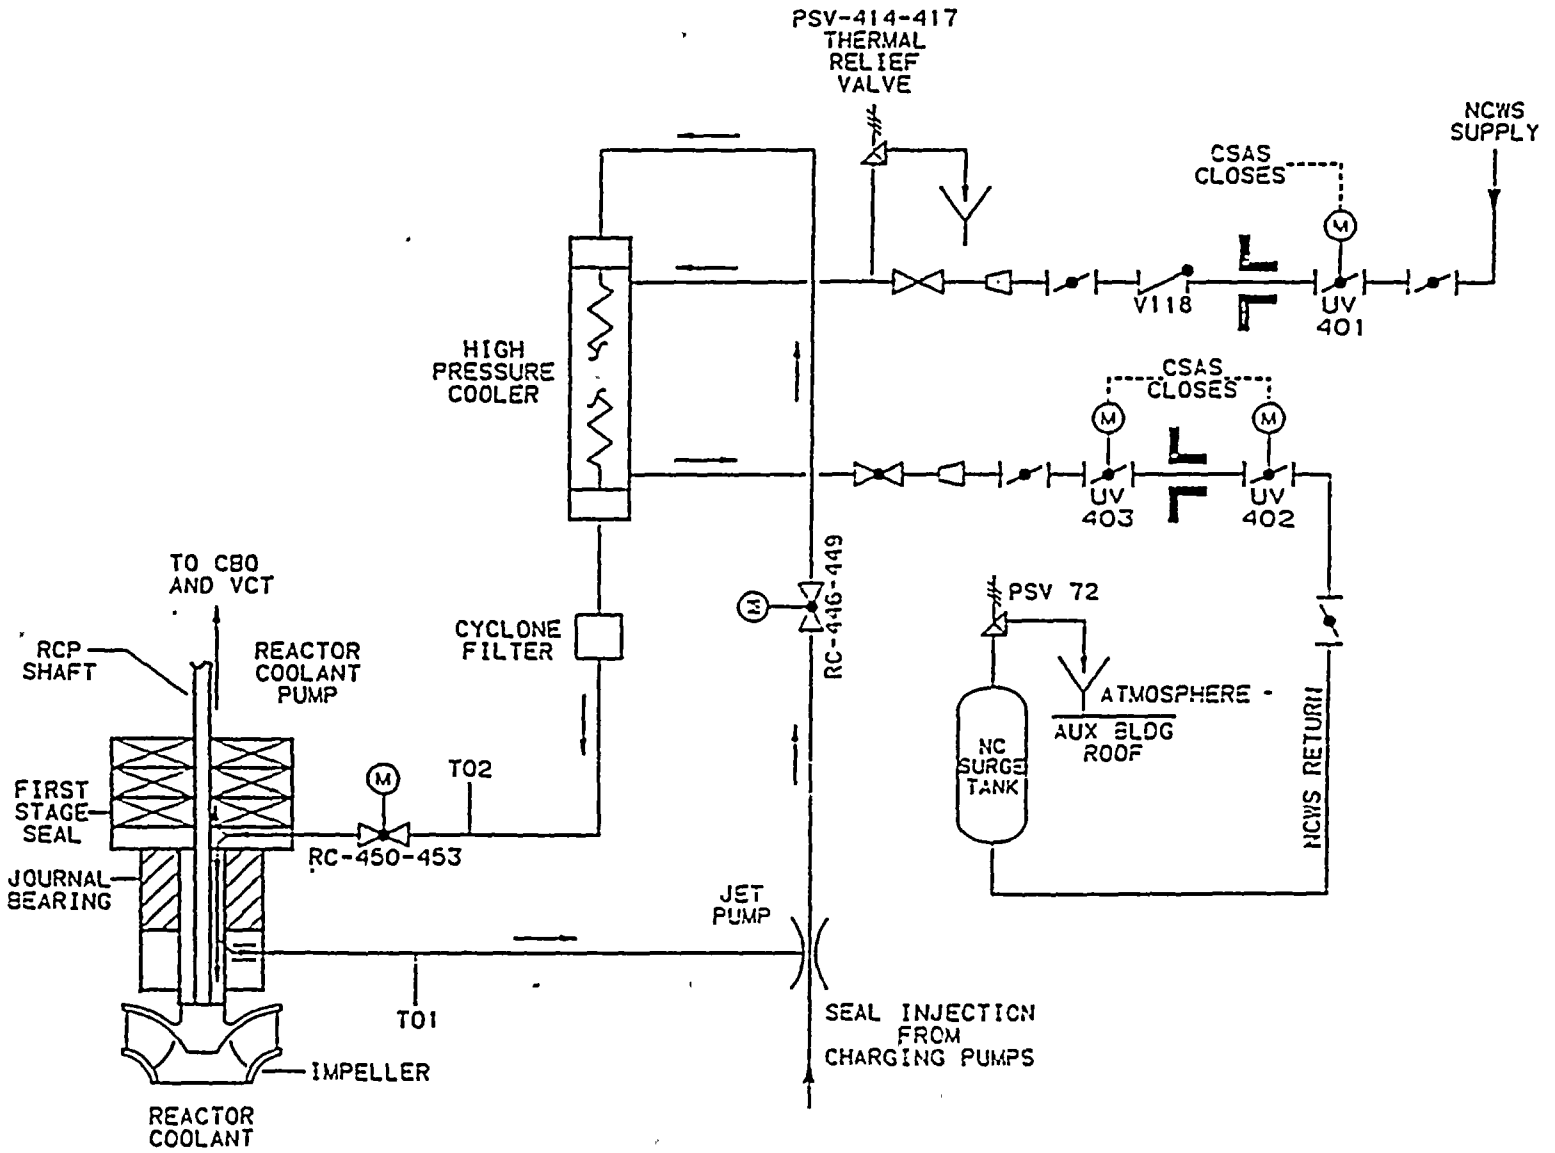 PSV-414-417
THERMAL
RELIEF
VALVE
NCWS
SUPPLY
CSAS
CLOSES
M
V118
UV
401
HIGH
PRESSURE
COOLER
CSAS
CLOSES
M
M
UV
403
UV
402
RC-446-449
M
TO CBO
AND VCT
RCP
SHAFT
REACTOR
COOLANT
PUMP
CYCLONE
FILTER
PSV 72
ATMOSPHERE -
AUX BLDG
ROOF
NC
SURGE
TANK
NCWS RETURN
FIRST
STAGE
SEAL
M
T02
RC-450-453
JOURNAL
BEARING
JET
PUMP
T01
SEAL INJECTION
FROM
CHARGING PUMPS
IMPELLER
REACTOR
COOLANT